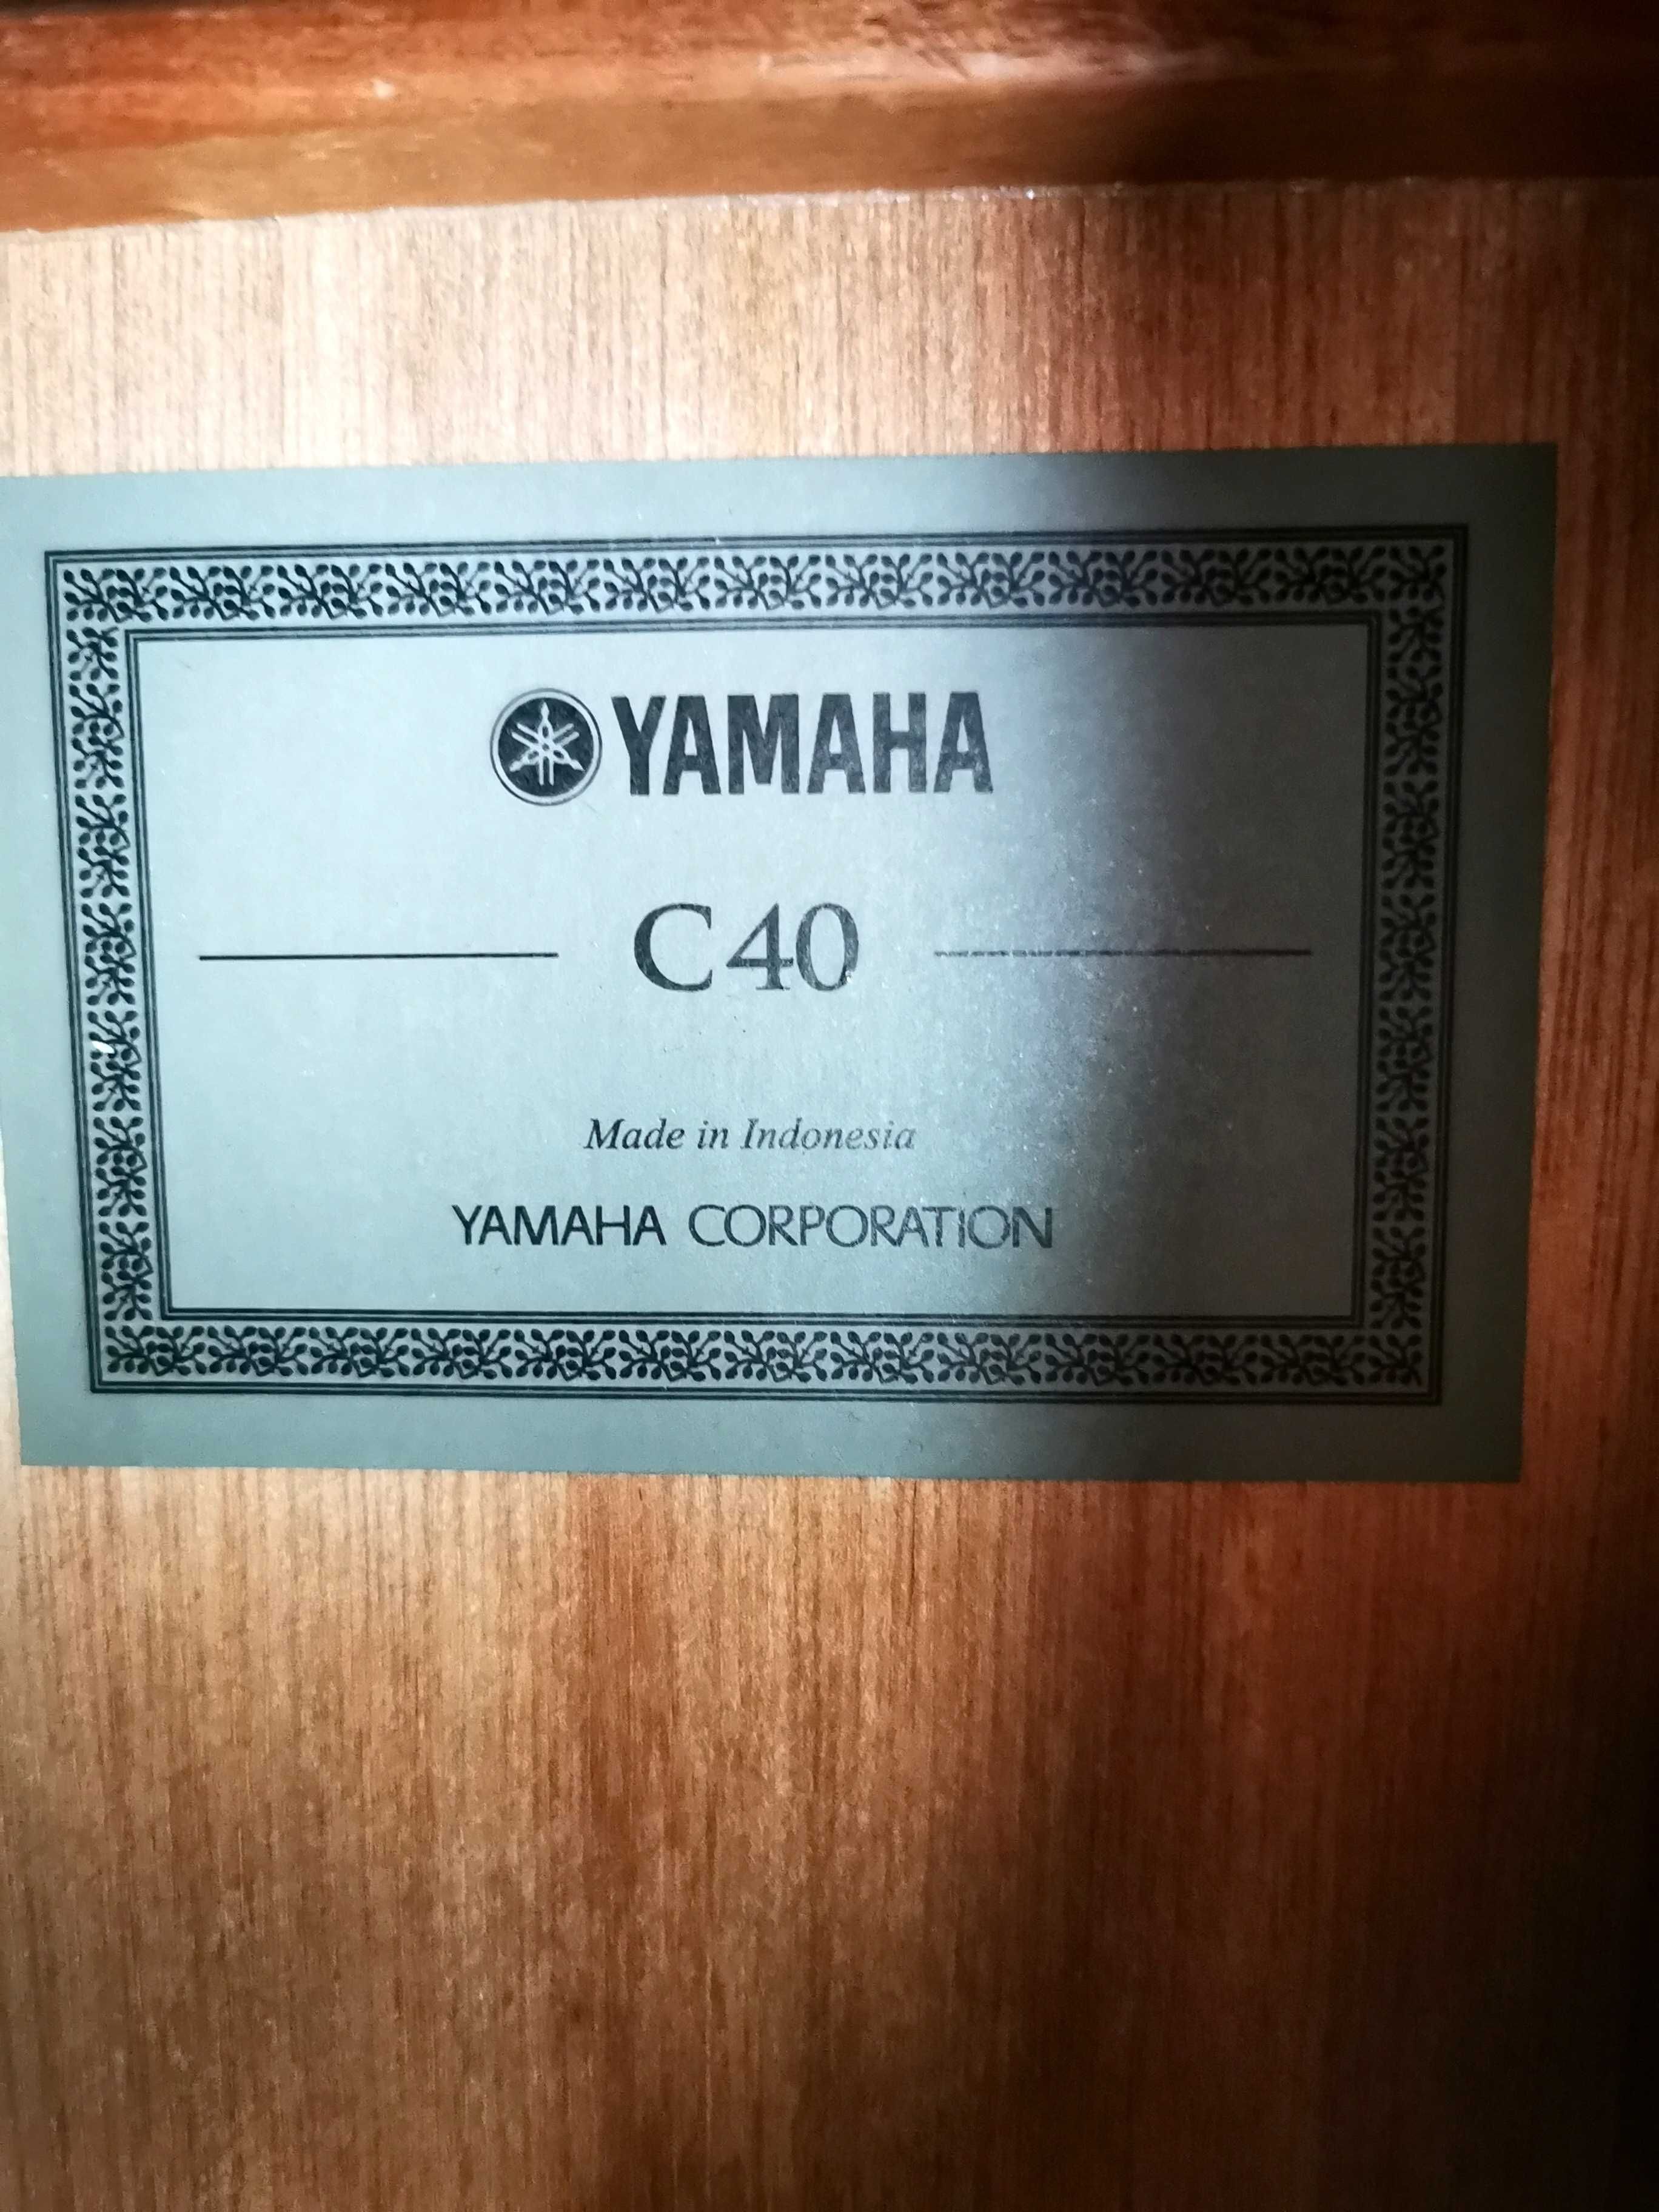 YAMAHA
C40
Made in Indonesia
YAMAHA CORPORATION